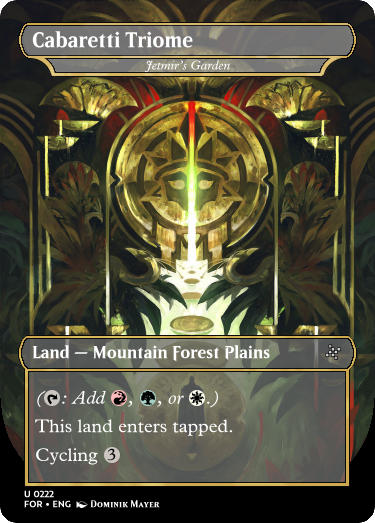 Cabaretti Triome
Jetmir's Garden
Land — Mountain Forest Plains
(: Add , , or .)
This land enters tapped.
Cycling 3
U 0222
FOR • ENG Dominik Mayer